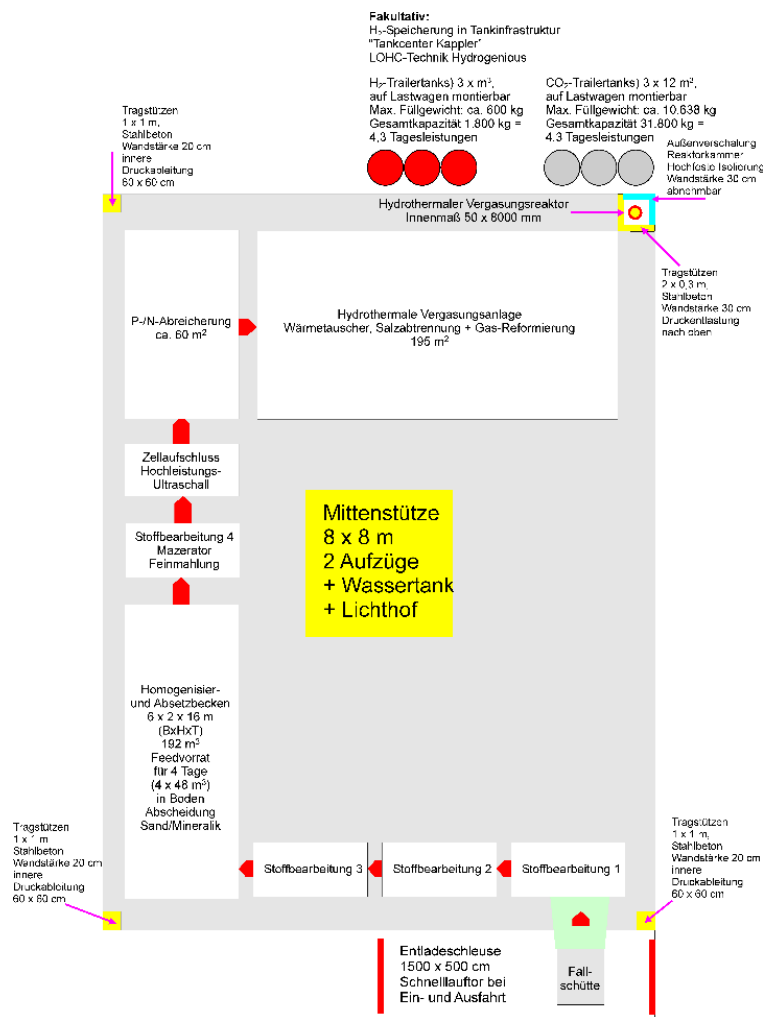 Fakultativ:
H₂-Speicherung in Tankinfrastruktur
"Tankcenter Kappler"
LOHC-Technik Hydrogenious
H₂-Trailertanks) 3 x m³,
auf Lastwagen montierbar
Max. Füllgewicht: ca. 600 kg
Gesamtkapazität 1.800 kg =
4,3 Tagesleistungen
CO₂-Trailertanks) 3 x 12 m³,
auf Lastwagen montierbar
Max. Füllgewicht: ca. 10.638 kg
Gesamtkapazität 31.800 kg =
4.3 Tagesleistungen
Tragstützen
1 x 1 m,
Stahlbeton
Wandstärke 20 cm
innere
Druckableitung
60 x 60 cm
Außenverschalung
Reaktorkammer
Hochfeste Isolierung
Wandstärke 30 cm
abnehmbar
Hydrothermaler Vergasungsreaktor
Innenmaß 50 x 8000 mm
Tragstützen
2 x 0,3 m,
Stahlbeton
Wandstärke 30 cm
Druckentlastung
nach oben
P-/N-Abreicherung
ca. 60 m²
Hydrothermale Vergasungsanlage
Wärmetauscher, Salzabtrennung + Gas-Reformierung
195 m²
Zellaufschluss
Hochleistungs-
Ultraschall
Stoffbearbeitung 4
Mazerator
Feinmahlung
Mittenstütze
8 x 8 m
2 Aufzüge
+ Wassertank
+ Lichthof
Homogenisier-
und Absetzbecken
6 x 2 x 16 m
(BxHxT)
192 m³
Feedvorrat
für 4 Tage
(4 x 48 m³)
in Boden
Abscheidung
Sand/Mineralik
Tragstützen
1 x 1 m
Stahlbeton
Wandstärke 20 cm
innere
Druckableitung
60 x 60 cm
Stoffbearbeitung 3
Stoffbearbeitung 2
Stoffbearbeitung 1
Tragstützen
1 x 1 m,
Stahlbeton
Wandstärke 20 cm
innere
Druckableitung
60 x 60 cm
Entladeschleuse
1500 x 500 cm
Schnelllauftor bei
Ein- und Ausfahrt
Fall-
schütte